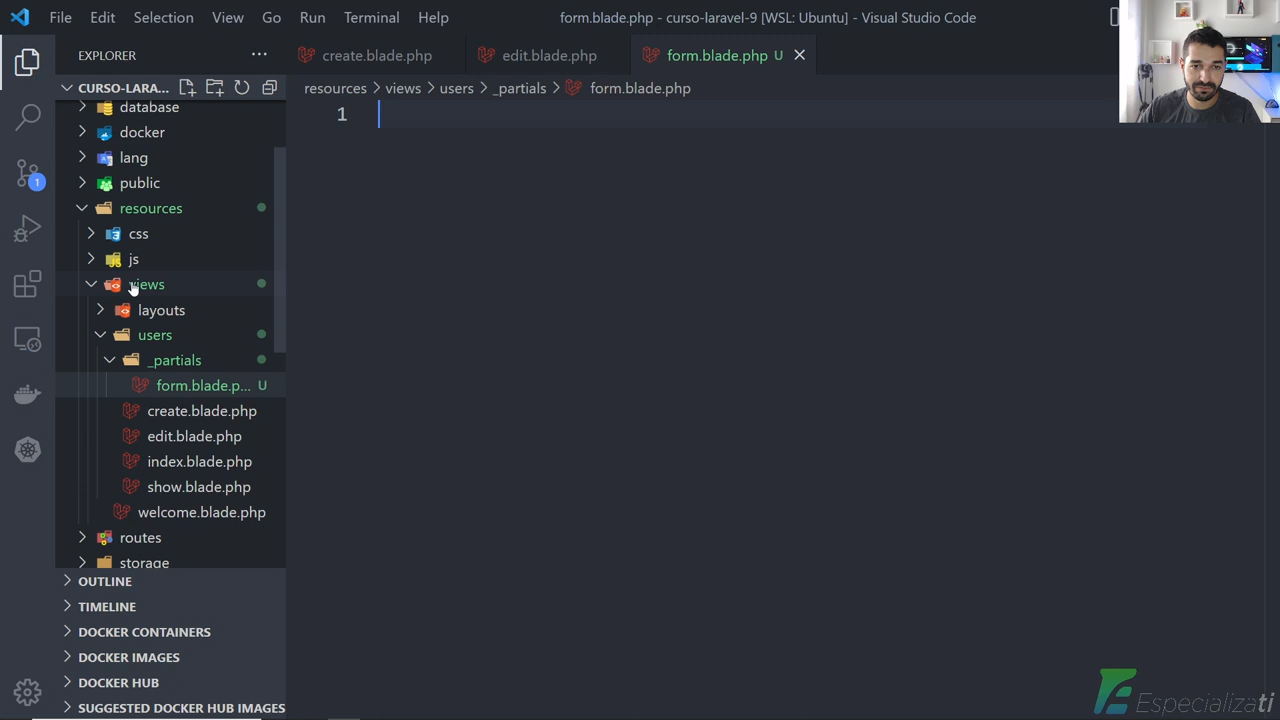 File Edit Selection View Go Run Terminal Help form.blade.php - curso-laravel-9 [WSL: Ubuntu] - Visual Studio Code
EXPLORER ... create.blade.php edit.blade.php form.blade.php U
CURSO-LARA... resources > views > users > _partials > form.blade.php
1
database
docker
lang
1
public
resources
css
js
views
layouts
users
_partials
form.blade.p... U
create.blade.php
edit.blade.php
index.blade.php
show.blade.php
welcome.blade.php
routes
storage
OUTLINE
TIMELINE
DOCKER CONTAINERS
DOCKER IMAGES
DOCKER HUB
SUGGESTED DOCKER HUB IMAGES
Especializati